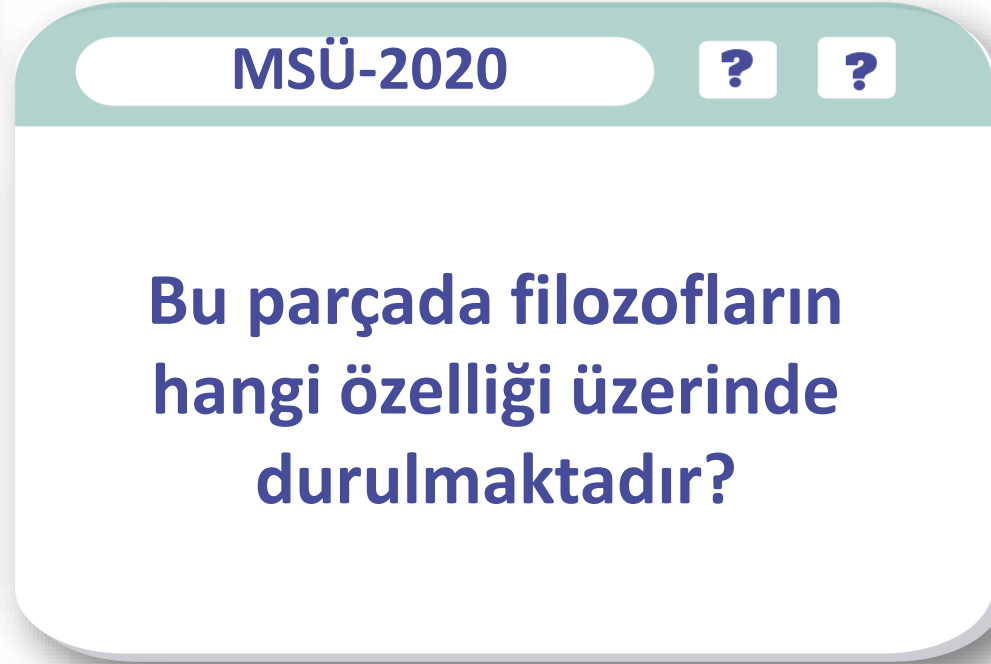 MSÜ-2020
? ?
Bu parçada filozofların
hangi özelliği üzerinde
durulmaktadır?